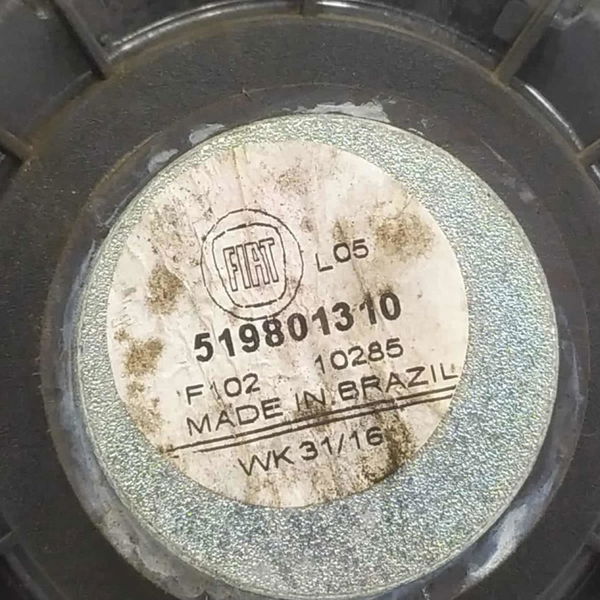 FIAT L05
519801310
F102 10285
MADE IN BRAZIL
WK 31/16